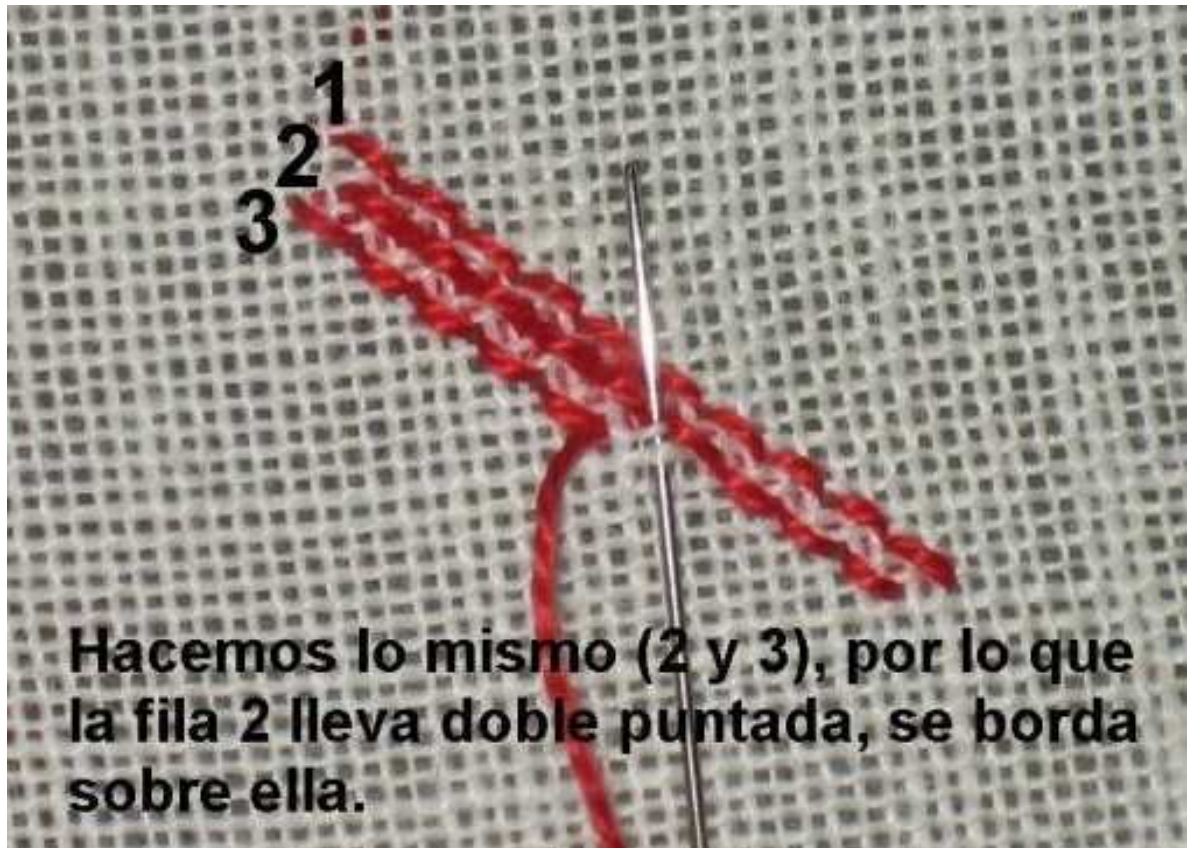 1
2
3
Hacemos lo mismo (2 y 3), por lo que
la fila 2 lleva doble puntada, se borda
sobre ella.